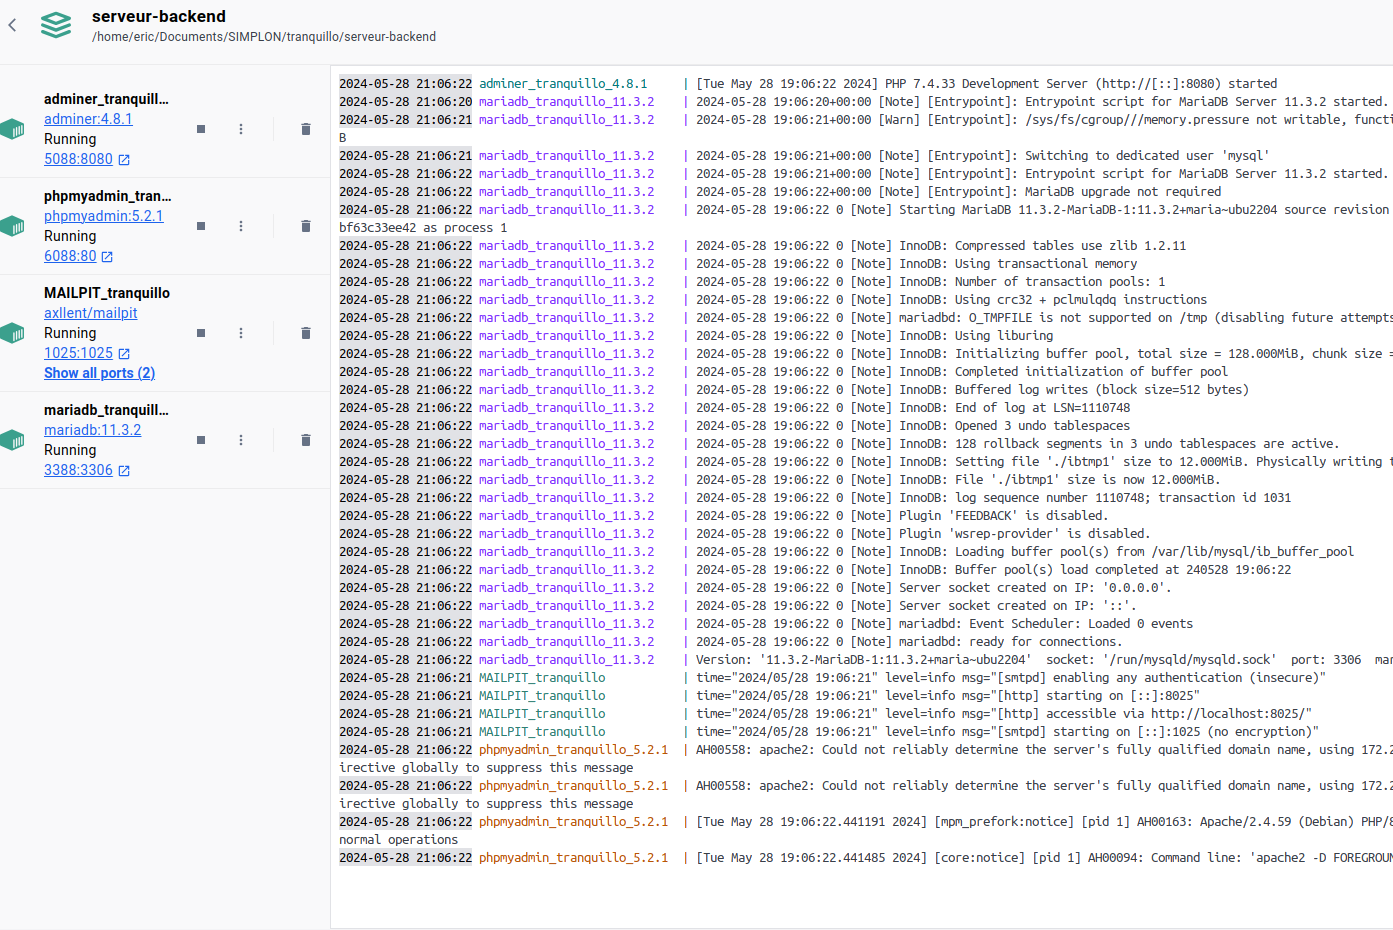 serveur-backend
/home/eric/Documents/SIMPLON/tranquillo/serveur-backend
adminer_tranquill...
adminer:4.8.1
Running
5088:8080
phpmyadmin_tran...
phpmyadmin:5.2.1
Running
6088:80
MAILPIT_tranquillo
axllent/mailpit
Running
1025:1025
Show all ports (2)
mariadb_tranquill...
mariadb:11.3.2
Running
3388:3306
2024-05-28 21:06:22 adminer_tranquillo_4.8.1 | [Tue May 28 19:06:22 2024] PHP 7.4.33 Development Server (http://[::]:8080) started
2024-05-28 21:06:20 mariadb_tranquillo_11.3.2 | 2024-05-28 19:06:20+00:00 [Note] [Entrypoint]: Entrypoint script for MariaDB Server 11.3.2 started.
2024-05-28 21:06:21 mariadb_tranquillo_11.3.2 | 2024-05-28 19:06:21+00:00 [Warn] [Entrypoint]: /sys/fs/cgroup///memory.pressure not writable, functi
B
2024-05-28 21:06:21 mariadb_tranquillo_11.3.2 | 2024-05-28 19:06:21+00:00 [Note] [Entrypoint]: Switching to dedicated user 'mysql'
2024-05-28 21:06:21 mariadb_tranquillo_11.3.2 | 2024-05-28 19:06:21+00:00 [Note] [Entrypoint]: Entrypoint script for MariaDB Server 11.3.2 started.
2024-05-28 21:06:22 mariadb_tranquillo_11.3.2 | 2024-05-28 19:06:22+00:00 [Note] [Entrypoint]: MariaDB upgrade not required
2024-05-28 21:06:22 mariadb_tranquillo_11.3.2 | 2024-05-28 19:06:22 0 [Note] Starting MariaDB 11.3.2-MariaDB-1:11.3.2+maria~ubu2204 source revision
bf63c33ee42 as process 1
2024-05-28 21:06:22 mariadb_tranquillo_11.3.2 | 2024-05-28 19:06:22 0 [Note] InnoDB: Compressed tables use zlib 1.2.11
2024-05-28 21:06:22 mariadb_tranquillo_11.3.2 | 2024-05-28 19:06:22 0 [Note] InnoDB: Using transactional memory
2024-05-28 21:06:22 mariadb_tranquillo_11.3.2 | 2024-05-28 19:06:22 0 [Note] InnoDB: Number of transaction pools: 1
2024-05-28 21:06:22 mariadb_tranquillo_11.3.2 | 2024-05-28 19:06:22 0 [Note] InnoDB: Using crc32 + pclmulqdq instructions
2024-05-28 21:06:22 mariadb_tranquillo_11.3.2 | 2024-05-28 19:06:22 0 [Note] mariadbd: O_TMPFILE is not supported on /tmp (disabling future attempts
2024-05-28 21:06:22 mariadb_tranquillo_11.3.2 | 2024-05-28 19:06:22 0 [Note] InnoDB: Using liburing
2024-05-28 21:06:22 mariadb_tranquillo_11.3.2 | 2024-05-28 19:06:22 0 [Note] InnoDB: Initializing buffer pool, total size = 128.000MiB, chunk size =
2024-05-28 21:06:22 mariadb_tranquillo_11.3.2 | 2024-05-28 19:06:22 0 [Note] InnoDB: Completed initialization of buffer pool
2024-05-28 21:06:22 mariadb_tranquillo_11.3.2 | 2024-05-28 19:06:22 0 [Note] InnoDB: Buffered log writes (block size=512 bytes)
2024-05-28 21:06:22 mariadb_tranquillo_11.3.2 | 2024-05-28 19:06:22 0 [Note] InnoDB: End of log at LSN=1110748
2024-05-28 21:06:22 mariadb_tranquillo_11.3.2 | 2024-05-28 19:06:22 0 [Note] InnoDB: Opened 3 undo tablespaces
2024-05-28 21:06:22 mariadb_tranquillo_11.3.2 | 2024-05-28 19:06:22 0 [Note] InnoDB: 128 rollback segments in 3 undo tablespaces are active.
2024-05-28 21:06:22 mariadb_tranquillo_11.3.2 | 2024-05-28 19:06:22 0 [Note] InnoDB: Setting file './ibtmp1' size to 12.000MiB. Physically writing t
2024-05-28 21:06:22 mariadb_tranquillo_11.3.2 | 2024-05-28 19:06:22 0 [Note] InnoDB: File './ibtmp1' size is now 12.000MiB.
2024-05-28 21:06:22 mariadb_tranquillo_11.3.2 | 2024-05-28 19:06:22 0 [Note] InnoDB: log sequence number 1110748; transaction id 1031
2024-05-28 21:06:22 mariadb_tranquillo_11.3.2 | 2024-05-28 19:06:22 0 [Note] Plugin 'FEEDBACK' is disabled.
2024-05-28 21:06:22 mariadb_tranquillo_11.3.2 | 2024-05-28 19:06:22 0 [Note] Plugin 'wsrep-provider' is disabled.
2024-05-28 21:06:22 mariadb_tranquillo_11.3.2 | 2024-05-28 19:06:22 0 [Note] InnoDB: Loading buffer pool(s) from /var/lib/mysql/ib_buffer_pool
2024-05-28 21:06:22 mariadb_tranquillo_11.3.2 | 2024-05-28 19:06:22 0 [Note] InnoDB: Buffer pool(s) load completed at 240528 19:06:22
2024-05-28 21:06:22 mariadb_tranquillo_11.3.2 | 2024-05-28 19:06:22 0 [Note] Server socket created on IP: '0.0.0.0'.
2024-05-28 21:06:22 mariadb_tranquillo_11.3.2 | 2024-05-28 19:06:22 0 [Note] Server socket created on IP: '::'.
2024-05-28 21:06:22 mariadb_tranquillo_11.3.2 | 2024-05-28 19:06:22 0 [Note] mariadbd: Event Scheduler: Loaded 0 events
2024-05-28 21:06:22 mariadb_tranquillo_11.3.2 | 2024-05-28 19:06:22 0 [Note] mariadbd: ready for connections.
2024-05-28 21:06:22 mariadb_tranquillo_11.3.2 | Version: '11.3.2-MariaDB-1:11.3.2+maria~ubu2204' socket: '/run/mysqld/mysqld.sock' port: 3306 mar
2024-05-28 21:06:21 MAILPIT_tranquillo | time="2024/05/28 19:06:21" level=info msg="[smtpd] enabling any authentication (insecure)"
2024-05-28 21:06:21 MAILPIT_tranquillo | time="2024/05/28 19:06:21" level=info msg="[http] starting on [::]:8025"
2024-05-28 21:06:21 MAILPIT_tranquillo | time="2024/05/28 19:06:21" level=info msg="[http] accessible via http://localhost:8025/"
2024-05-28 21:06:21 MAILPIT_tranquillo | time="2024/05/28 19:06:21" level=info msg="[smtpd] starting on [::]:1025 (no encryption)"
2024-05-28 21:06:22 phpmyadmin_tranquillo_5.2.1 | AH00558: apache2: Could not reliably determine the server's fully qualified domain name, using 172.2
irective globally to suppress this message
2024-05-28 21:06:22 phpmyadmin_tranquillo_5.2.1 | AH00558: apache2: Could not reliably determine the server's fully qualified domain name, using 172.2
irective globally to suppress this message
2024-05-28 21:06:22 phpmyadmin_tranquillo_5.2.1 | [Tue May 28 19:06:22.441191 2024] [mpm_prefork:notice] [pid 1] AH00163: Apache/2.4.59 (Debian) PHP/8
normal operations
2024-05-28 21:06:22 phpmyadmin_tranquillo_5.2.1 | [Tue May 28 19:06:22.441485 2024] [core:notice] [pid 1] AH00094: Command line: 'apache2 -D FOREGROUN